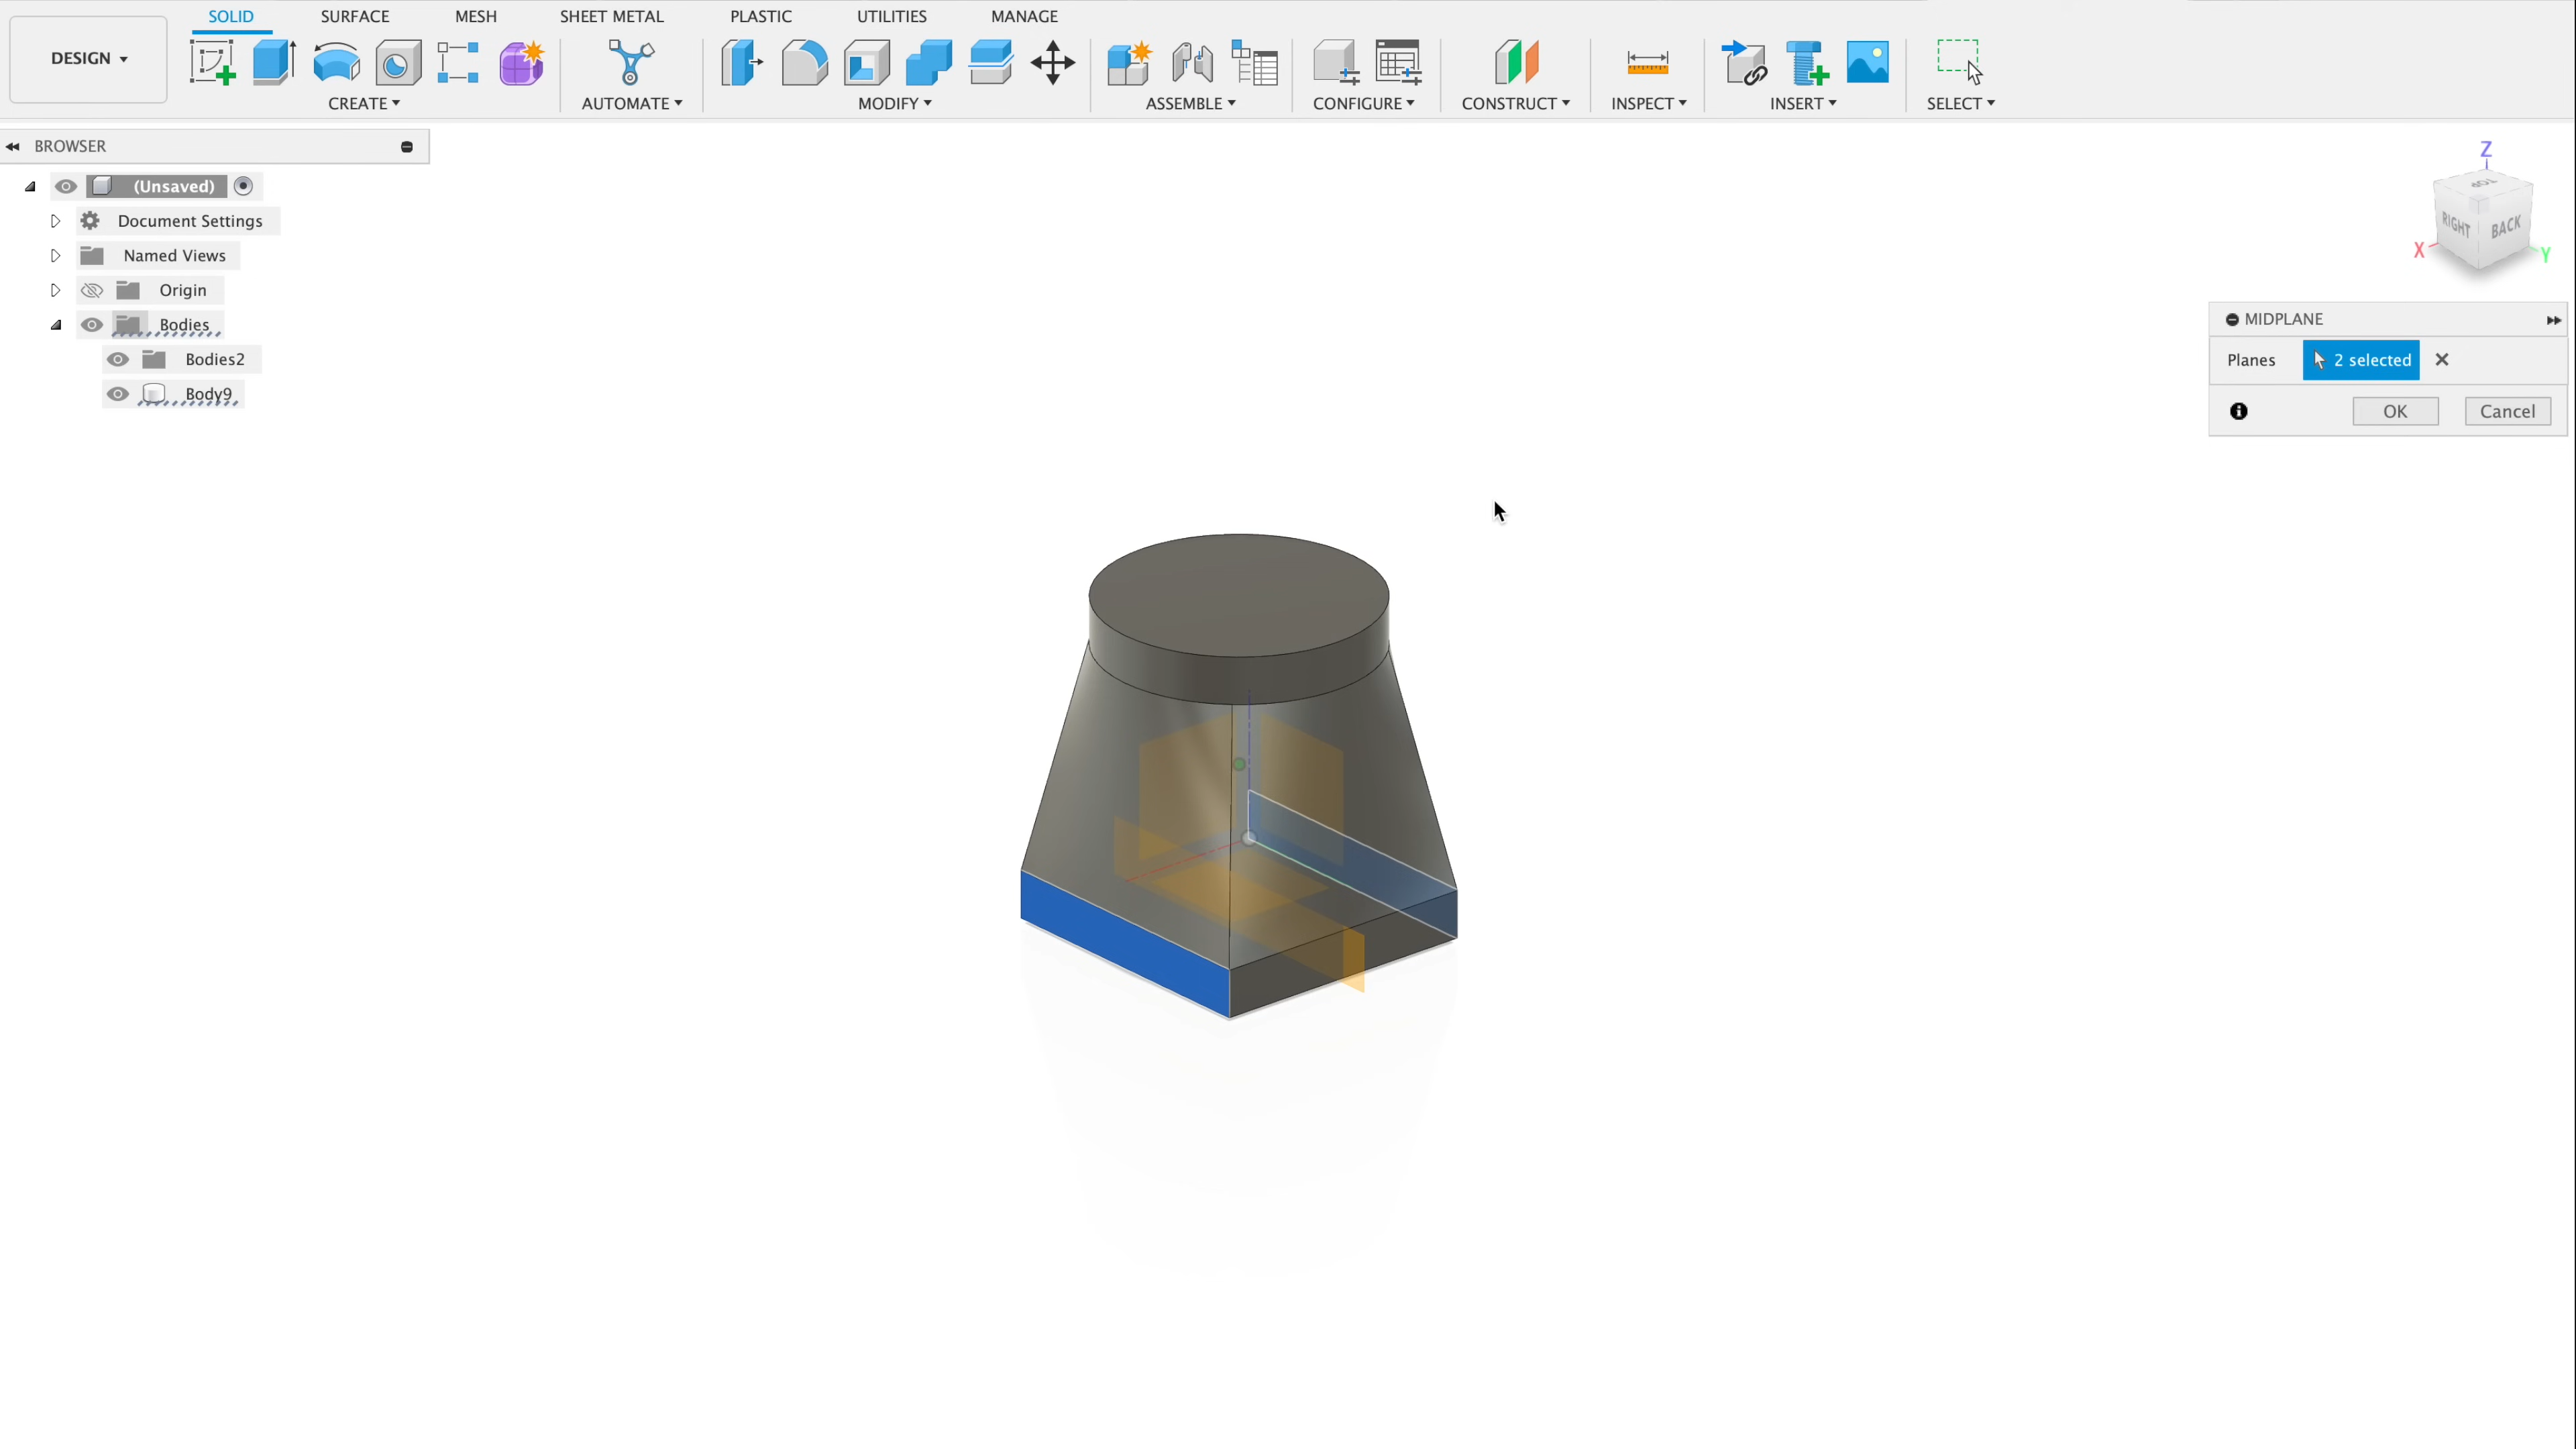 SOLID SURFACE MESH SHEET METAL PLASTIC UTILITIES MANAGE
DESIGN
CREATE AUTOMATE MODIFY ASSEMBLE CONFIGURE CONSTRUCT INSPECT INSERT SELECT
BROWSER
(Unsaved)
Document Settings
Named Views
Origin
Bodies
Bodies2
Body9
Z
TOP
RIGHT BACK
X Y
MIDPLANE
Planes 2 selected
OK Cancel